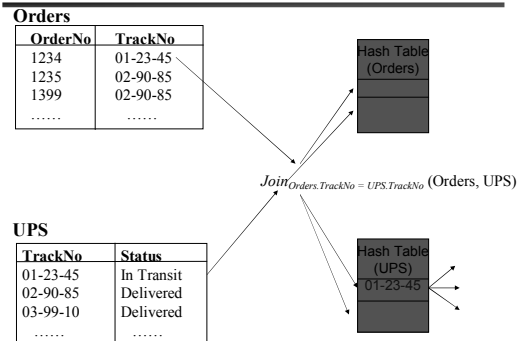 Orders
OrderNo TrackNo
1234 01-23-45
1235 02-90-85
1399 02-90-85
...... ......
Hash Table
(Orders)
Join Orders.TrackNo = UPS.TrackNo (Orders, UPS)
UPS
TrackNo Status
01-23-45 In Transit
02-90-85 Delivered
03-99-10 Delivered
...... ......
Hash Table
(UPS)
01-23-45